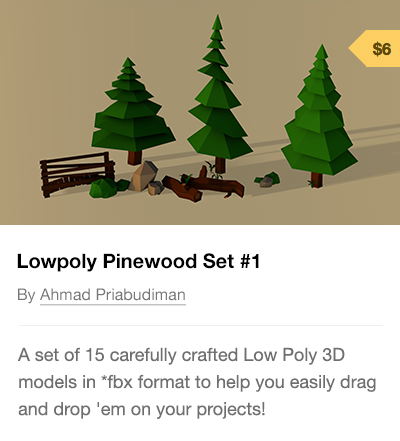 $6
Lowpoly Pinewood Set #1
By Ahmad Priabudiman
A set of 15 carefully crafted Low Poly 3D
models in *fbx format to help you easily drag
and drop 'em on your projects!